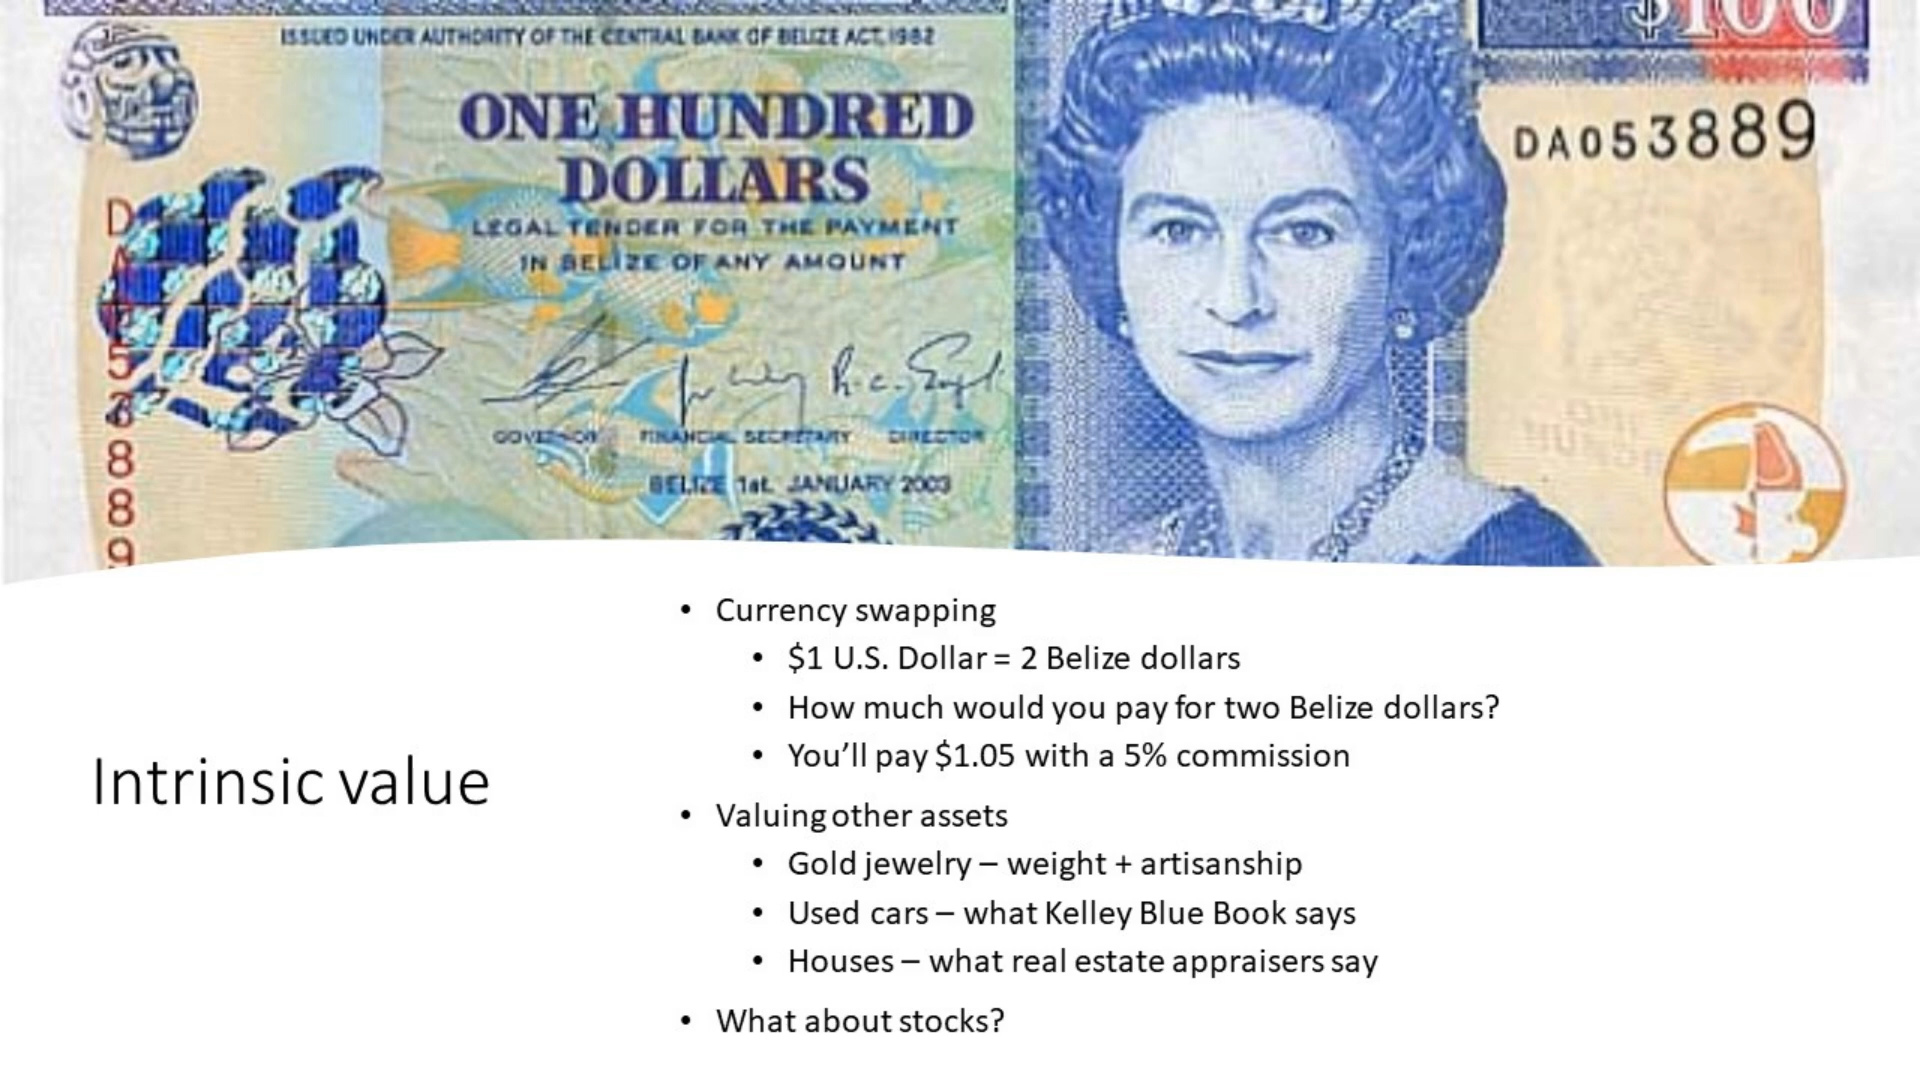 ISSUED UNDER AUTHORITY OF THE CENTRAL BANK OF BELIZE ACT, 1982
$100
ONE HUNDRED
DOLLARS
DA053889
LEGAL TENDER FOR THE PAYMENT
IN BELIZE OF ANY AMOUNT
GOVERNOR FINANCIAL SECRETARY DIRECTOR
BELIZE 1st. JANUARY 2003
Intrinsic value
• Currency swapping
• $1 U.S. Dollar = 2 Belize dollars
• How much would you pay for two Belize dollars?
• You’ll pay $1.05 with a 5% commission
• Valuing other assets
• Gold jewelry – weight + artisanship
• Used cars – what Kelley Blue Book says
• Houses – what real estate appraisers say
• What about stocks?